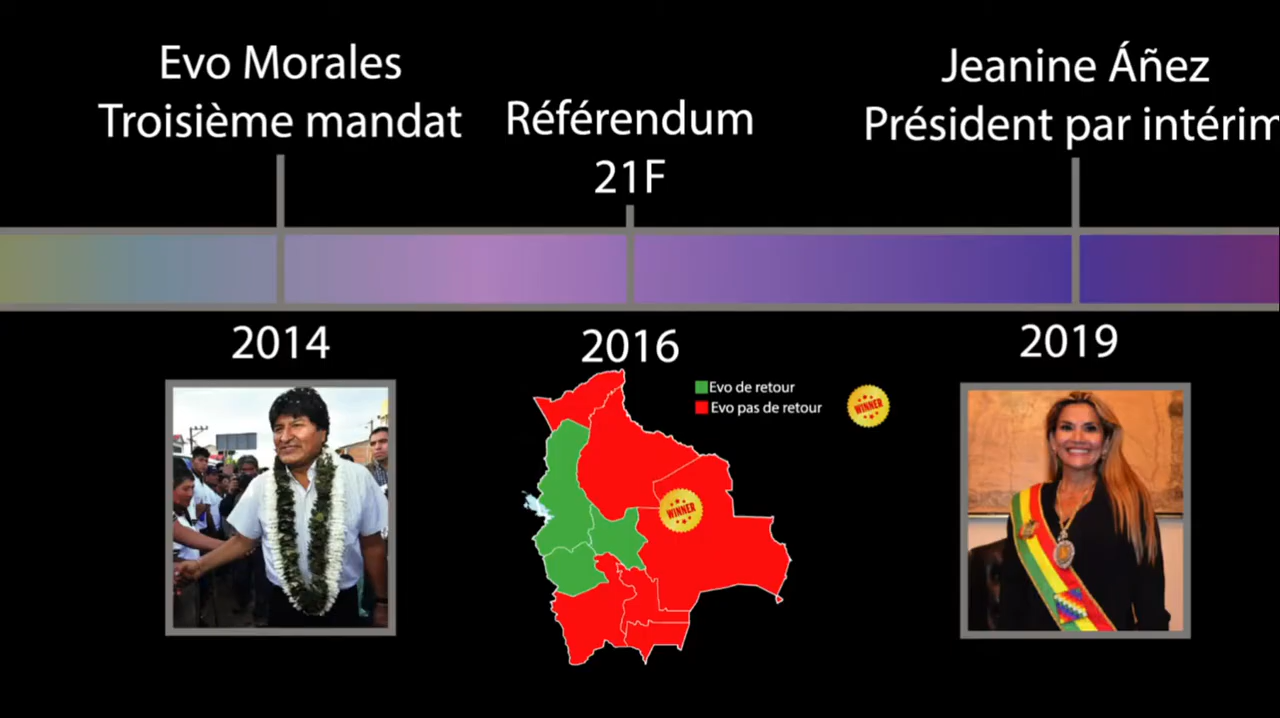 Evo Morales
Troisième mandat
Référendum
21F
Jeanine Áñez
Président par intérim
2014
2016
2019
Evo de retour
Evo pas de retour
WINNER
WINNER